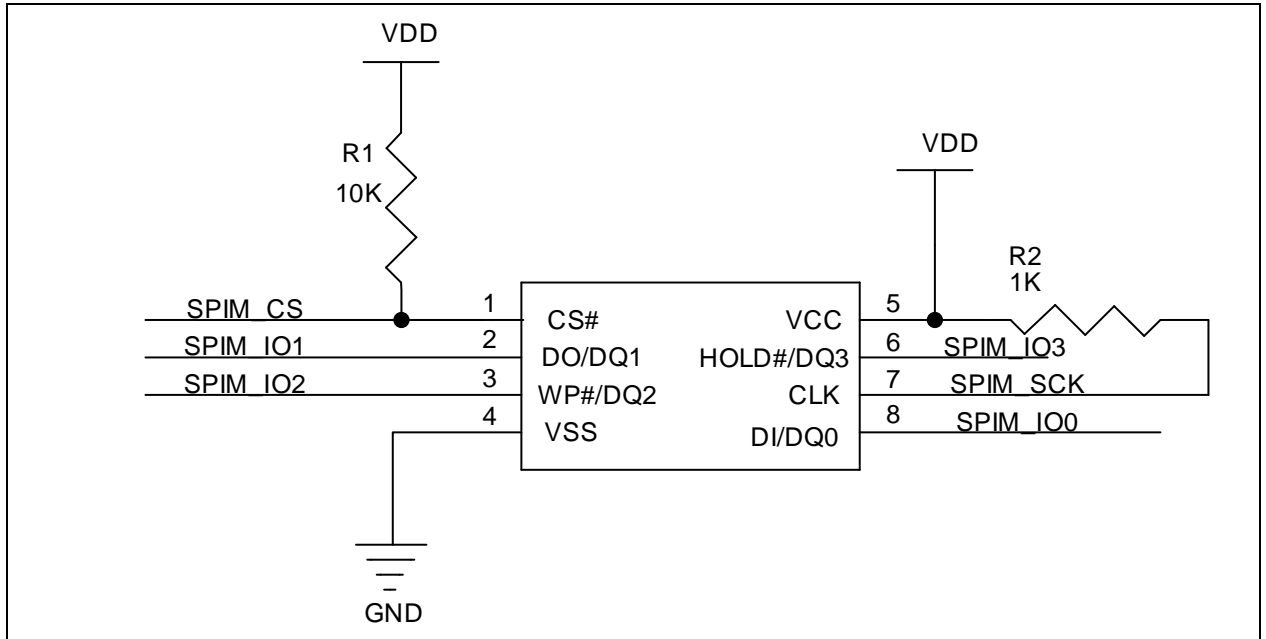 VDD
R1
10K
VDD
R2
1K
SPIM_CS 1 CS# VCC 5
SPIM_IO1 2 DO/DQ1 HOLD#/DQ3 6 SPIM_IO3
SPIM_IO2 3 WP#/DQ2 CLK 7 SPIM_SCK
4 VSS DI/DQ0 8 SPIM_IO0
GND